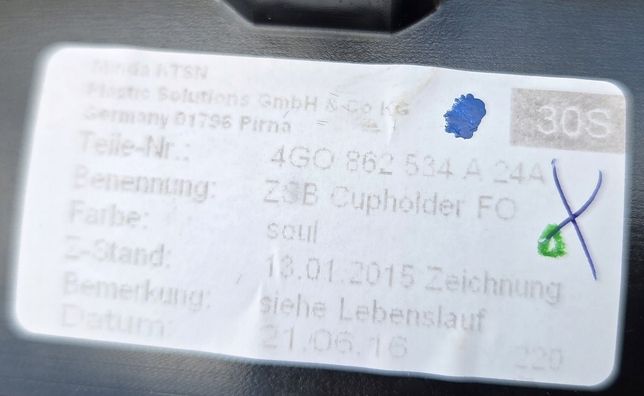 Minda KTSN
Plastic Solutions GmbH & Co KG
Germany 01796 Pirna
30S
Teile-Nr.: 4GO 862 534 A 24A
Benennung: ZSB Cupholder FO
Farbe: soul
Z-Stand: 13.01.2015 Zeichnung
Bemerkung: siehe Lebenslauf
Datum: 21.06.16 220